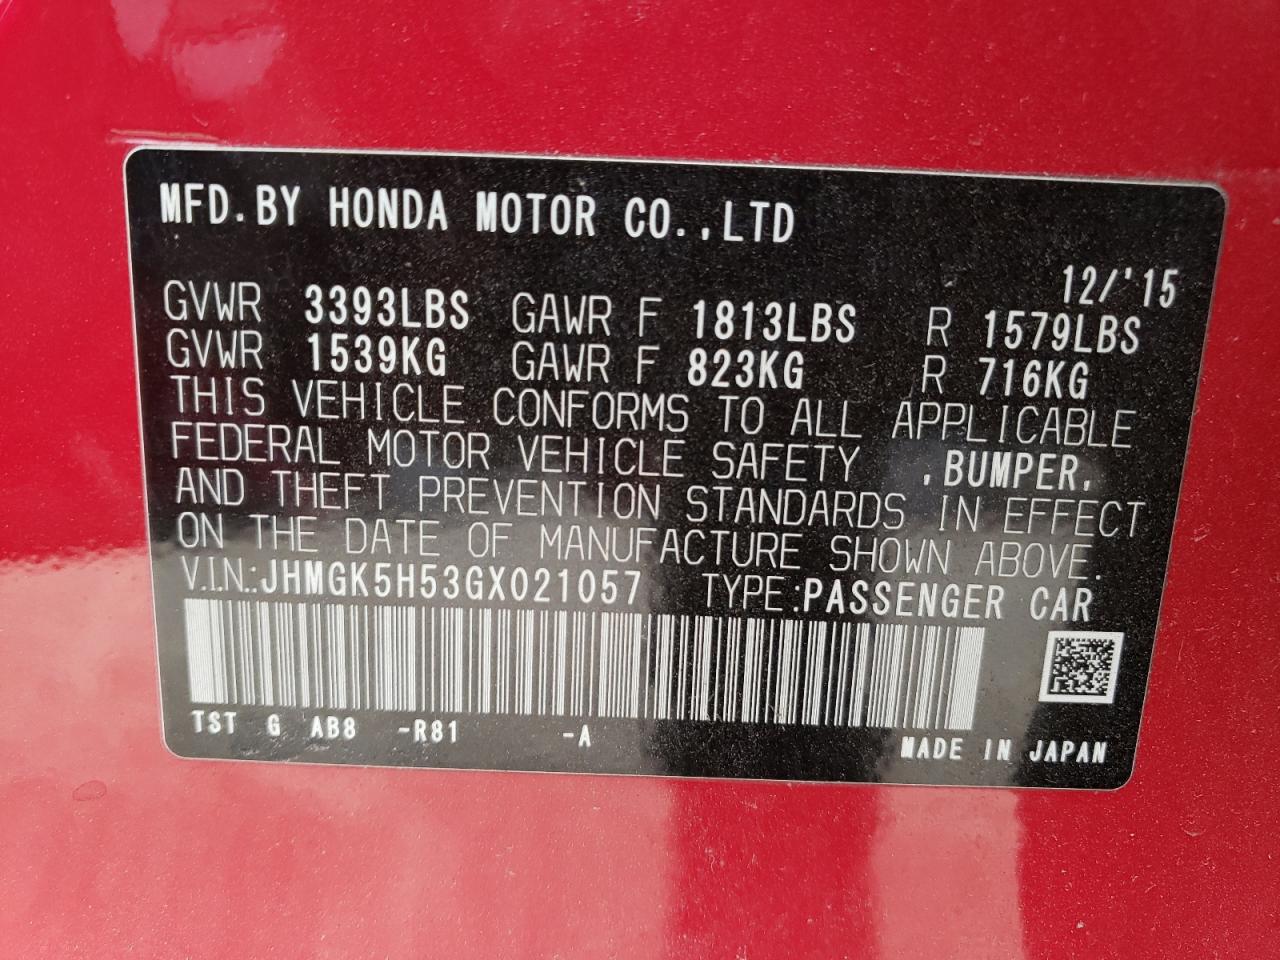 MFD. BY HONDA MOTOR CO.,LTD
12/'15
GVWR 3393LBS GAWR F 1813LBS R 1579LBS
GVWR 1539KG GAWR F 823KG R 716KG
THIS VEHICLE CONFORMS TO ALL APPLICABLE
FEDERAL MOTOR VEHICLE SAFETY ,BUMPER,
AND THEFT PREVENTION STANDARDS IN EFFECT
ON THE DATE OF MANUFACTURE SHOWN ABOVE.
V.I.N.:JHMGK5H53GX021057 TYPE:PASSENGER CAR
TST G AB8 -R81 -A
MADE IN JAPAN